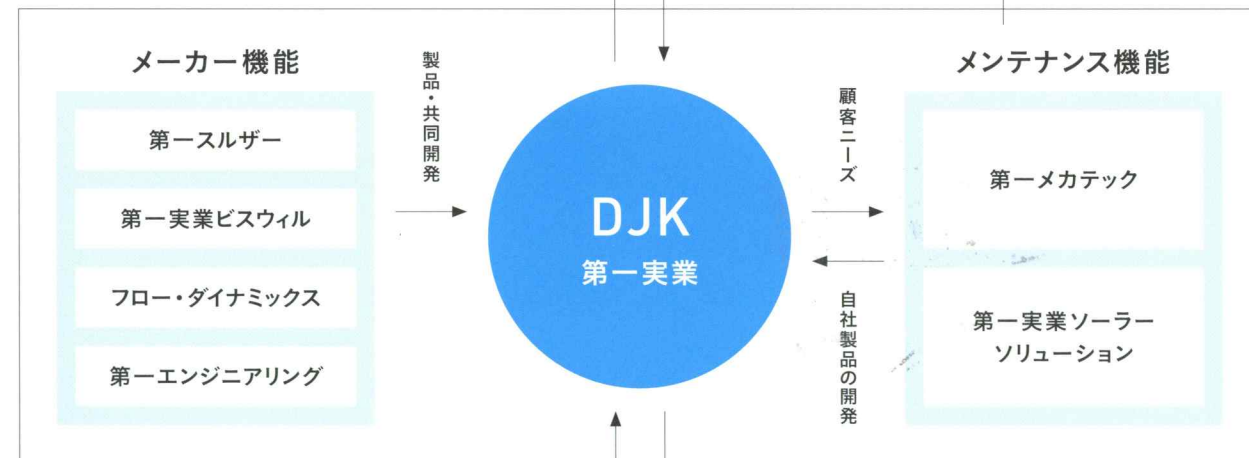 メーカー機能
第一スルザー
第一実業ビスウィル
フロー・ダイナミックス
第一エンジニアリング
製品・共同開発
DJK
第一実業
顧客ニーズ
自社製品の開発
メンテナンス機能
第一メカテック
第一実業ソーラー
ソリューション